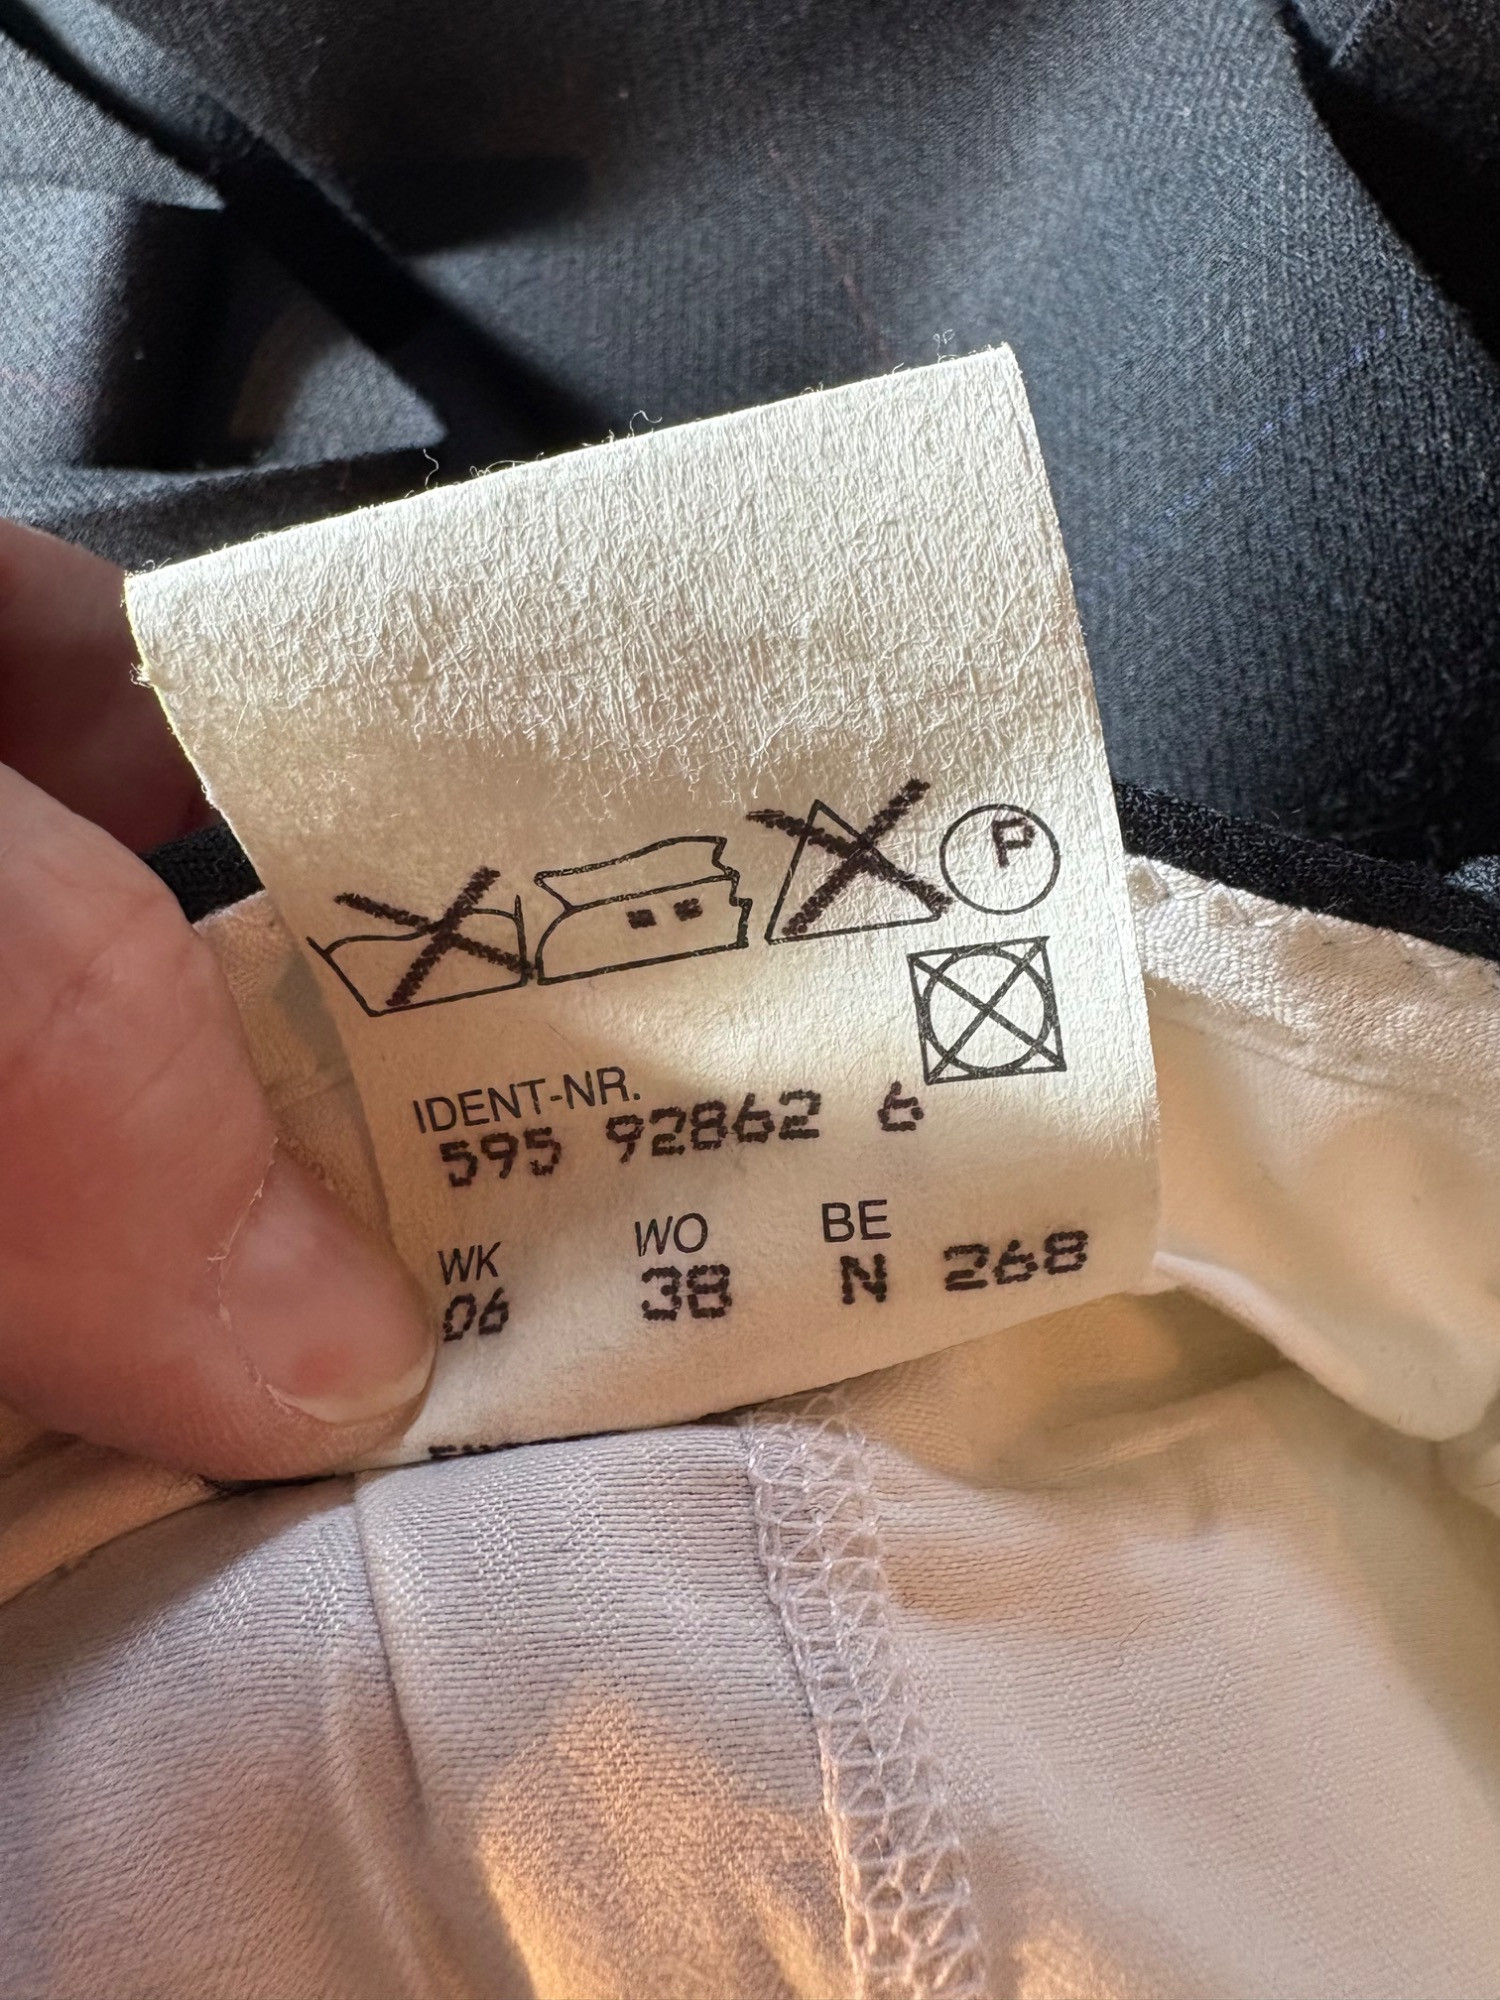 P
IDENT-NR.
595 92862 6
WK WO BE
06 38 N 268